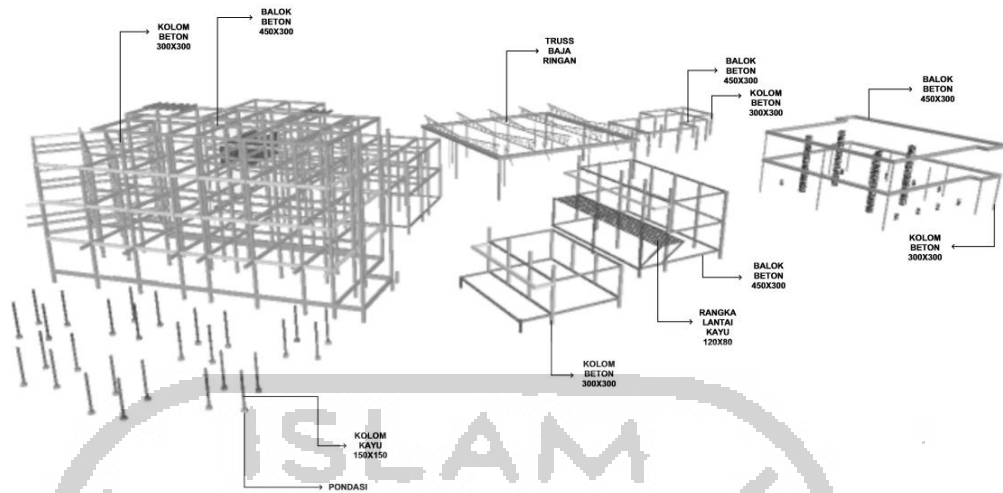 KOLOM
BETON
300X300
BALOK
BETON
450X300
TRUSS
BAJA
RINGAN
BALOK
BETON
450X300
KOLOM
BETON
300X300
BALOK
BETON
450X300
KOLOM
BETON
300X300
BALOK
BETON
450X300
RANGKA
LANTAI
KAYU
120X80
KOLOM
BETON
300X300
KOLOM
KAYU
150X150
PONDASI
ISLAM